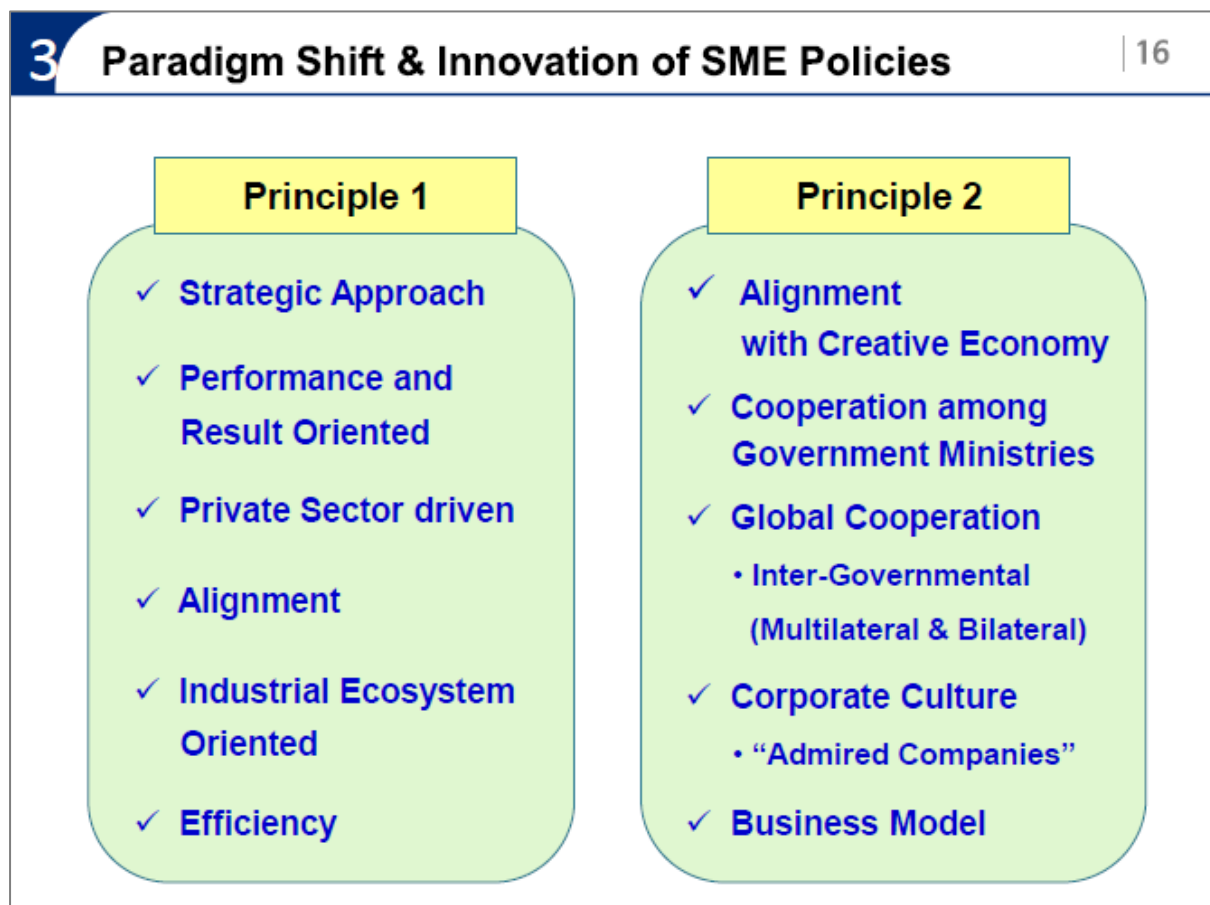 3
Paradigm Shift & Innovation of SME Policies
16
Principle 1
✓ Strategic Approach
✓ Performance and
Result Oriented
✓ Private Sector driven
✓ Alignment
✓ Industrial Ecosystem
Oriented
✓ Efficiency
Principle 2
✓ Alignment
with Creative Economy
✓ Cooperation among
Government Ministries
✓ Global Cooperation
• Inter-Governmental
(Multilateral & Bilateral)
✓ Corporate Culture
• “Admired Companies”
✓ Business Model